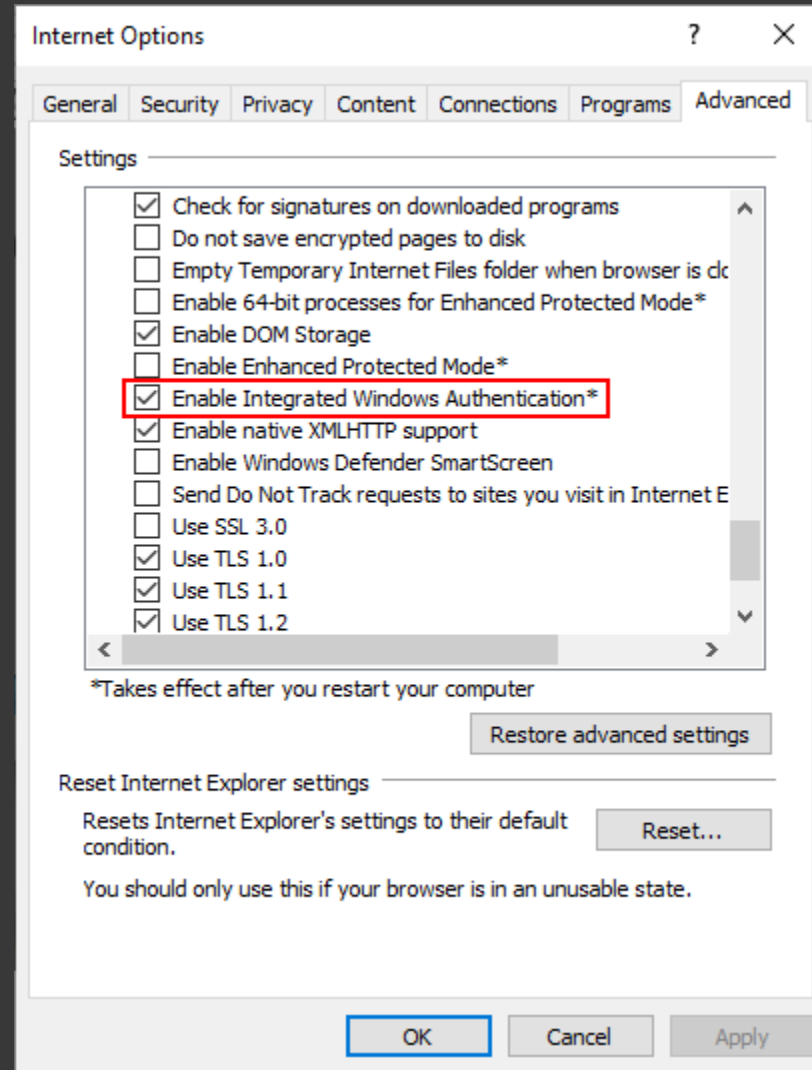 Internet Options
?
General Security Privacy Content Connections Programs Advanced
Settings
Check for signatures on downloaded programs
Do not save encrypted pages to disk
Empty Temporary Internet Files folder when browser is clc
Enable 64-bit processes for Enhanced Protected Mode*
Enable DOM Storage
Enable Enhanced Protected Mode*
Enable Integrated Windows Authentication*
Enable native XMLHTTP support
Enable Windows Defender SmartScreen
Send Do Not Track requests to sites you visit in Internet E
Use SSL 3.0
Use TLS 1.0
Use TLS 1.1
Use TLS 1.2
*Takes effect after you restart your computer
Restore advanced settings
Reset Internet Explorer settings
Resets Internet Explorer's settings to their default
condition.
Reset...
You should only use this if your browser is in an unusable state.
OK Cancel Apply